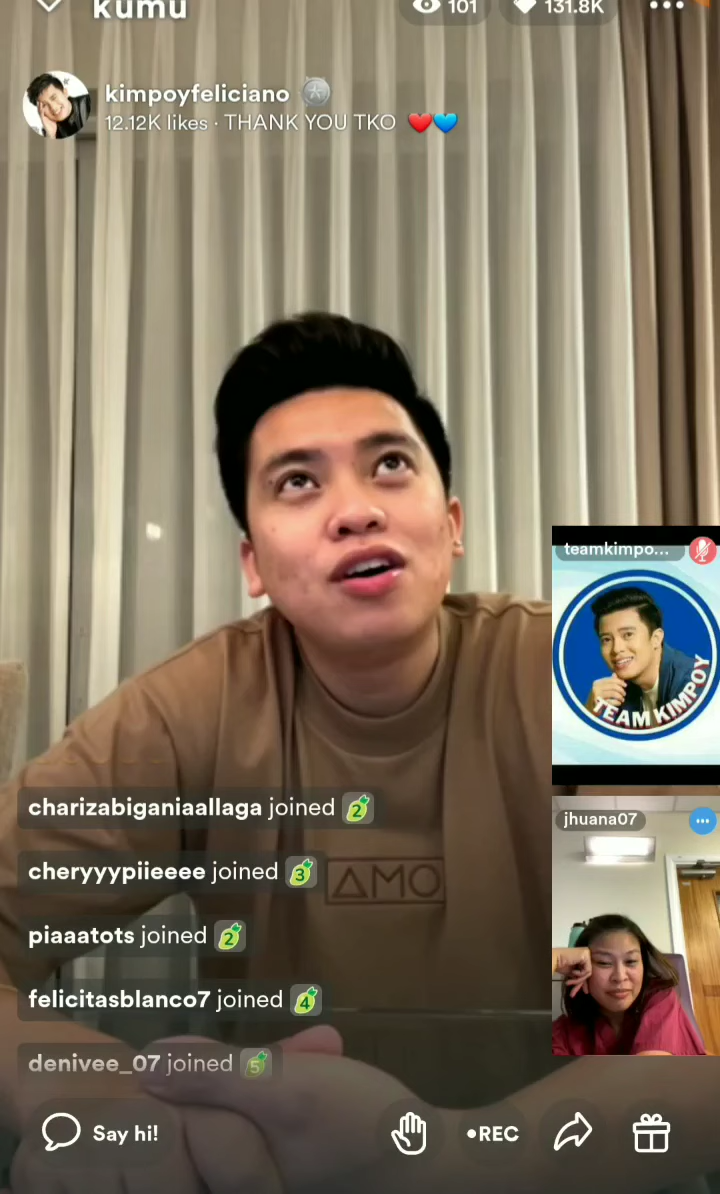 kumu
101
131.8K
kimpoyfeliciano
12.12K likes · THANK YOU TKO ❤️💙
teamkimpo...
TEAM KIMPOY
charizabiganiaallaga joined 2
jhuana07
cheryyypiieeee joined 3
AMO
piaaatots joined 2
felicitasblanco7 joined 4
denivee_07 joined 5
Say hi!
•REC